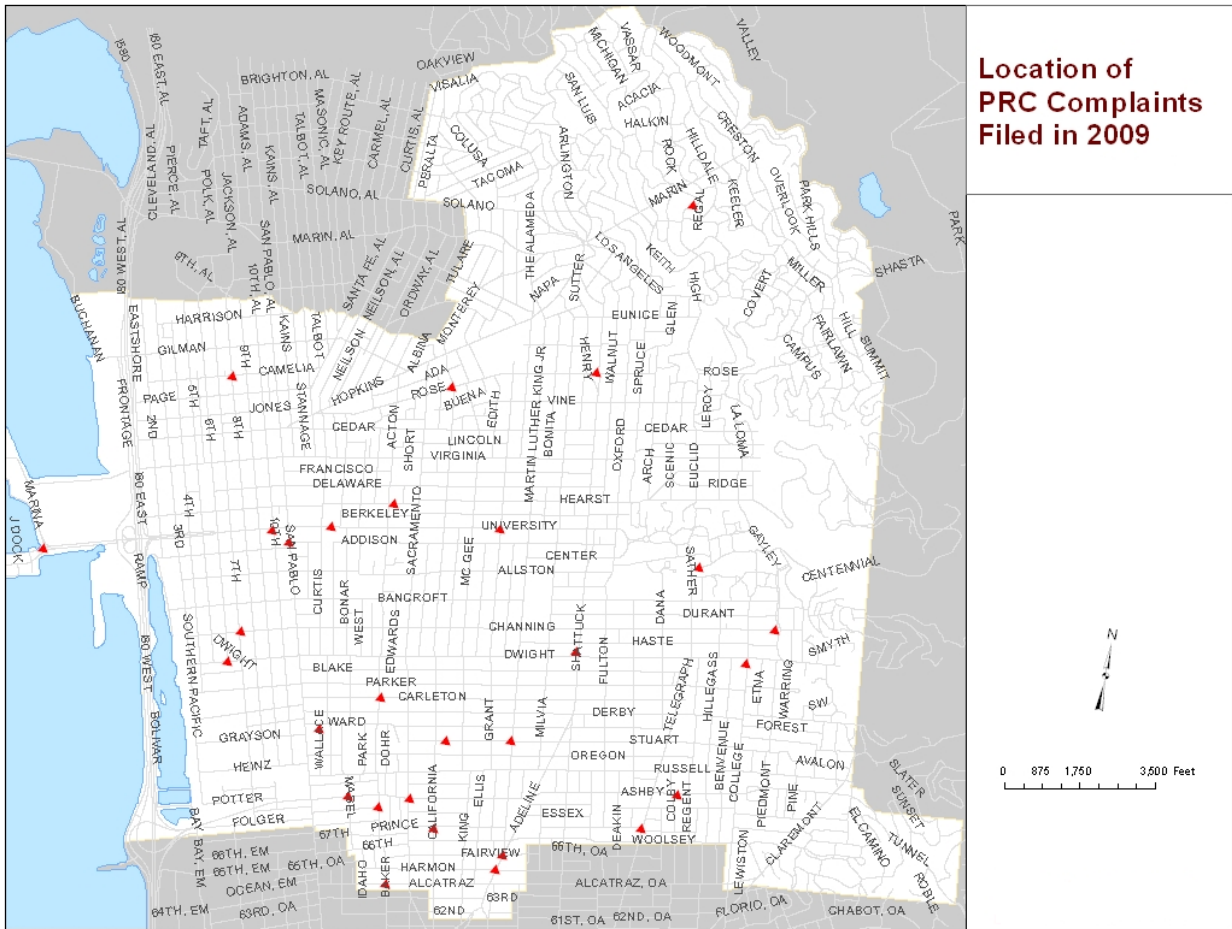 Location of
PRC Complaints
Filed in 2009
N
0 875 1,750 3,500 Feet
I580
I80 EAST, AL
BRIGHTON, AL
OAKVIEW
VISALIA
MICHIGAN
VASSAR
WOODMONT
VALLEY
CLEVELAND, AL
PIERCE, AL
TAFT, AL
POLK, AL
ADAMS, AL
JACKSON, AL
KAINS, AL
TALBOT, AL
MASONIC, AL
KEY ROUTE, AL
CARMEL, AL
CURTIS, AL
PERALTA
COLUSA
TACOMA
ARLINGTON
SAN LUIS
ACACIA
HALKIN
ROCK
HILLDALE
CRESTON
SOLANO, AL
SOLANO
MARIN, AL
MARIN
REGAL
KEELER
OVERLOOK
PARK HILLS
PARK
SHASTA
I80 WEST, AL
9TH, AL
10TH, AL
SAN PABLO, AL
SANTA FE, AL
NEILSON, AL
ORDWAY, AL
TULARE
THE ALAMEDA
NAPA
SUTTER
LOS ANGELES
KEITH
HIGH
COVERT
MILLER
HILL
SUMMIT
FAIRLAWN
CAMPUS
BUCHANAN
EASTSHORE
FRONTAGE
HARRISON
GILMAN
PAGE
9TH
CAMELIA
KAINS
TALBOT
STANNAGE
JONES
NEILSON
HOPKINS
ALBINA
MONTEREY
ADA
ROSE
BUENA
EDITH
EUNICE
GLEN
HENRY
WALNUT
SPRUCE
ROSE
VINE
LEROY
LA LOMA
2ND
5TH
6TH
8TH
CEDAR
ACTON
SHORT
LINCOLN
VIRGINIA
MARTIN LUTHER KING JR
BONITA
OXFORD
CEDAR
ARCH
SCENIC
EUCLID
RIDGE
FRANCISCO
DELAWARE
HEARST
MARINA
J DOCK
I80 EAST
RAMP
4TH
3RD
7TH
10TH
SAN PABLO
BERKELEY
ADDISON
SACRAMENTO
MC GEE
UNIVERSITY
CENTER
ALLSTON
SATHER
GAYLEY
CENTENNIAL
CURTIS
BONAR
WEST
BANCROFT
EDWARDS
CHANNING
DWIGHT
SHATTUCK
FULTON
DANA
DURANT
HASTE
SMYTH
I80 WEST
SOUTHERN PACIFIC
DWIGHT
BLAKE
PARKER
CARLETON
TELEGRAPH
HILLEGASS
ETNA
WARRING
SW
BOLIVAR
GRAYSON
WALLACE
WARD
PARK
DOHR
GRANT
MILVIA
DERBY
STUART
FOREST
HEINZ
OREGON
RUSSELL
BENVENUE
COLLEGE
PIEDMONT
PINE
AVALON
SLATER
SUNSET
POTTER
FOLGER
MABEL
CALIFORNIA
ELLIS
KING
ADELINE
ESSEX
ASHBY
COLBY
REGENT
DEAKIN
WOOLSEY
CLAREMONT
EL CAMINO
TUNNEL
ROBLE
BAY
BAY, EM
67TH
66TH
PRINCE
FAIRVIEW
66TH, OA
LEWISTON
66TH, EM
66TH, EM
65TH, OA
OCEAN, EM
64TH, EM
63RD, OA
IDAHO
BAKER
HARMON
ALCATRAZ
63RD
62ND
ALCATRAZ, OA
61ST, OA
62ND, OA
FLORIO, OA
CHABOT, OA